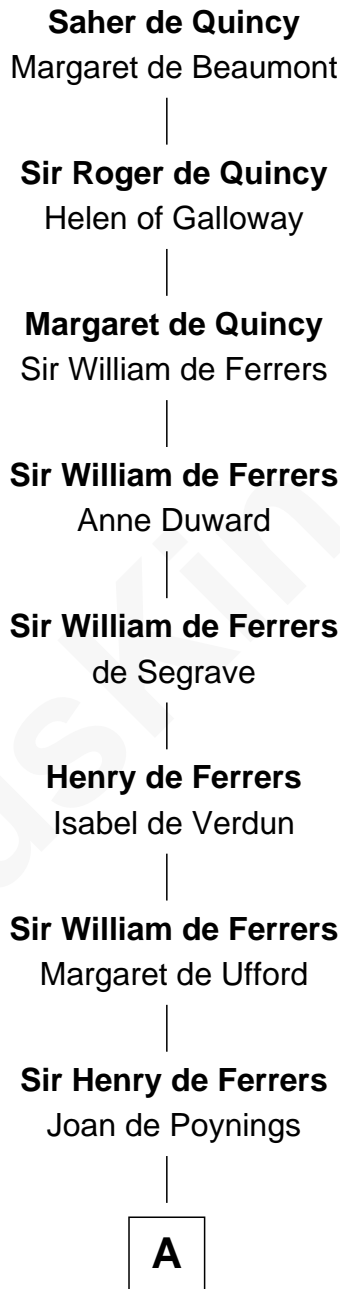 Saher de Quincy
Margaret de Beaumont
Sir Roger de Quincy
Helen of Galloway
Margaret de Quincy
Sir William de Ferrers
Sir William de Ferrers
Anne Duward
Sir William de Ferrers
de Segrave
Henry de Ferrers
Isabel de Verdun
Sir William de Ferrers
Margaret de Ufford
Sir Henry de Ferrers
Joan de Poynings
A